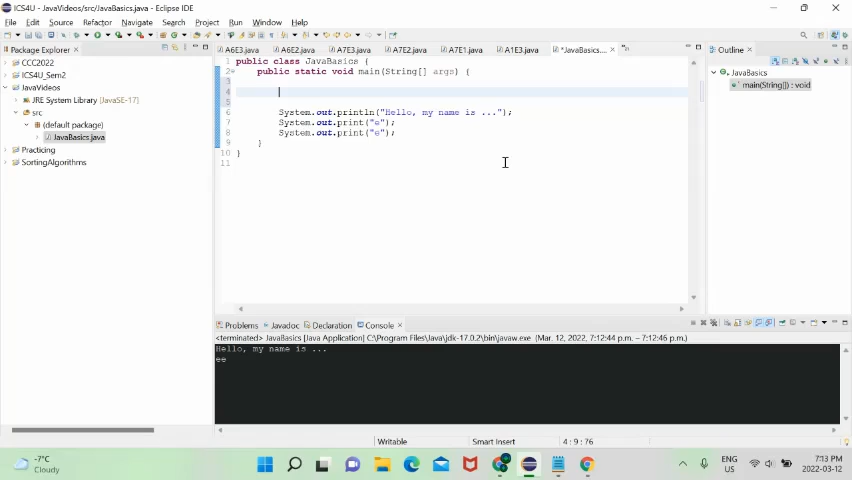 ICS4U - JavaVideos/src/JavaBasics.java - Eclipse IDE
File Edit Source Refactor Navigate Search Project Run Window Help
Package Explorer
A6E3.java A6E2.java A7E3.java A7E2.java A7E1.java A1E3.java *JavaBasics....
Outline
CCC2022
ICS4U_Sem2
JavaVideos
JRE System Library [JavaSE-17]
src
(default package)
JavaBasics.java
Practicing
SortingAlgorithms
1 public class JavaBasics {
2 public static void main(String[] args) {
3
4
5
6 System.out.println("Hello, my name is ...");
7 System.out.print("e");
8 System.out.print("e");
9 }
10 }
11
JavaBasics
main(String[]) : void
Problems Javadoc Declaration Console
<terminated> JavaBasics [Java Application] C:\Program Files\Java\jdk-17.0.2\bin\javaw.exe (Mar. 12, 2022, 7:12:44 p.m. – 7:12:46 p.m.)
Hello, my name is ...
ee
Writable Smart Insert 4 : 9 : 76
-7°C
Cloudy
ENG
US
7:13 PM
2022-03-12